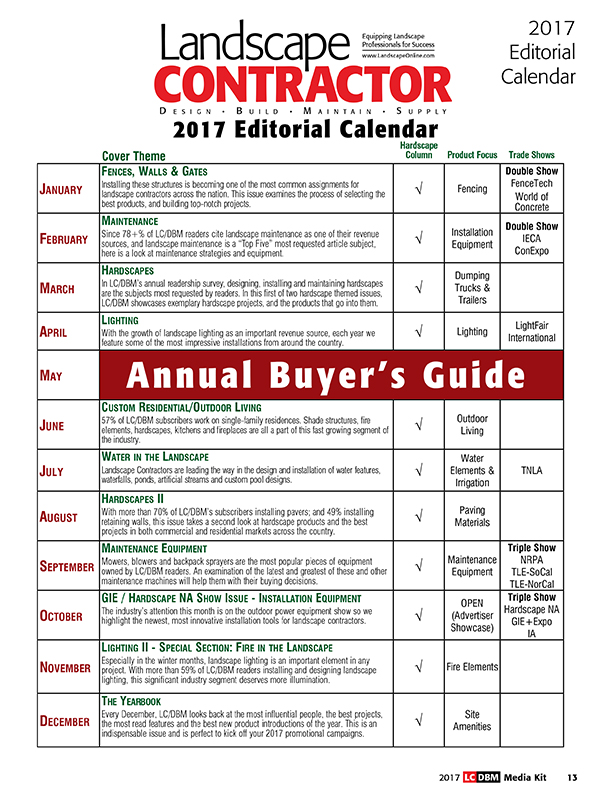 Landscape
CONTRACTOR
Equipping Landscape
Professionals for Success
www.LandscapeOnline.com
DESIGN • BUILD • MAINTAIN • SUPPLY
2017
Editorial
Calendar
2017 Editorial Calendar
Cover Theme
Hardscape
Column
Product Focus
Trade Shows
JANUARY
FENCES, WALLS & GATES
Installing these structures is becoming one of the most common assignments for
landscape contractors across the nation. This issue examines the process of selecting the
best products, and building top-notch projects.
√
Fencing
Double Show
FenceTech
World of
Concrete
FEBRUARY
MAINTENANCE
Since 78+% of LC/DBM readers cite landscape maintenance as one of their revenue
sources, and landscape maintenance is a “Top Five” most requested article subject,
here is a look at maintenance strategies and equipment.
√
Installation
Equipment
Double Show
IECA
ConExpo
MARCH
HARDSCAPES
In LC/DBM's annual readership survey, designing, installing and maintaining hardscapes
are the subjects most requested by readers. In this first of two hardscape themed issues,
LC/DBM showcases exemplary hardscape projects, and the products that go into them.
√
Dumping
Trucks &
Trailers
APRIL
LIGHTING
With the growth of landscape lighting as an important revenue source, each year we
feature some of the most impressive installations from around the country.
√
Lighting
LightFair
International
MAY
Annual Buyer's Guide
JUNE
CUSTOM RESIDENTIAL/OUTDOOR LIVING
57% of LC/DBM subscribers work on single-family residences. Shade structures, fire
elements, hardscapes, kitchens and fireplaces are all a part of this fast growing segment of
the industry.
√
Outdoor
Living
JULY
WATER IN THE LANDSCAPE
Landscape Contractors are leading the way in the design and installation of water features,
waterfalls, ponds, artificial streams and custom pool designs.
√
Water
Elements &
Irrigation
TNLA
AUGUST
HARDSCAPES II
With more than 70% of LC/DBM's subscribers installing pavers; and 49% installing
retaining walls, this issue takes a second look at hardscape products and the best
projects in both commercial and residential markets across the country.
√
Paving
Materials
SEPTEMBER
MAINTENANCE EQUIPMENT
Mowers, blowers and backpack sprayers are the most popular pieces of equipment
owned by LC/DBM readers. An examination of the latest and greatest of these and other
maintenance machines will help them with their buying decisions.
√
Maintenance
Equipment
Triple Show
NRPA
TLE-SoCal
TLE-NorCal
OCTOBER
GIE / HARDSCAPE NA SHOW ISSUE - INSTALLATION EQUIPMENT
The industry's attention this month is on the outdoor power equipment show so we
highlight the newest, most innovative installation tools for landscape contractors.
√
OPEN
(Advertiser
Showcase)
Triple Show
Hardscape NA
GIE+Expo
IA
NOVEMBER
LIGHTING II - SPECIAL SECTION: FIRE IN THE LANDSCAPE
Especially in the winter months, landscape lighting is an important element in any
project. With more than 59% of LC/DBM readers installing and designing landscape
lighting, this significant industry segment deserves more illumination.
√
Fire Elements
DECEMBER
THE YEARBOOK
Every December, LC/DBM looks back at the most influential people, the best projects,
the most read features and the best new product introductions of the year. This is an
indispensable issue and is perfect to kick off your 2017 promotional campaigns.
√
Site
Amenities
2017 LC DBM Media Kit 13